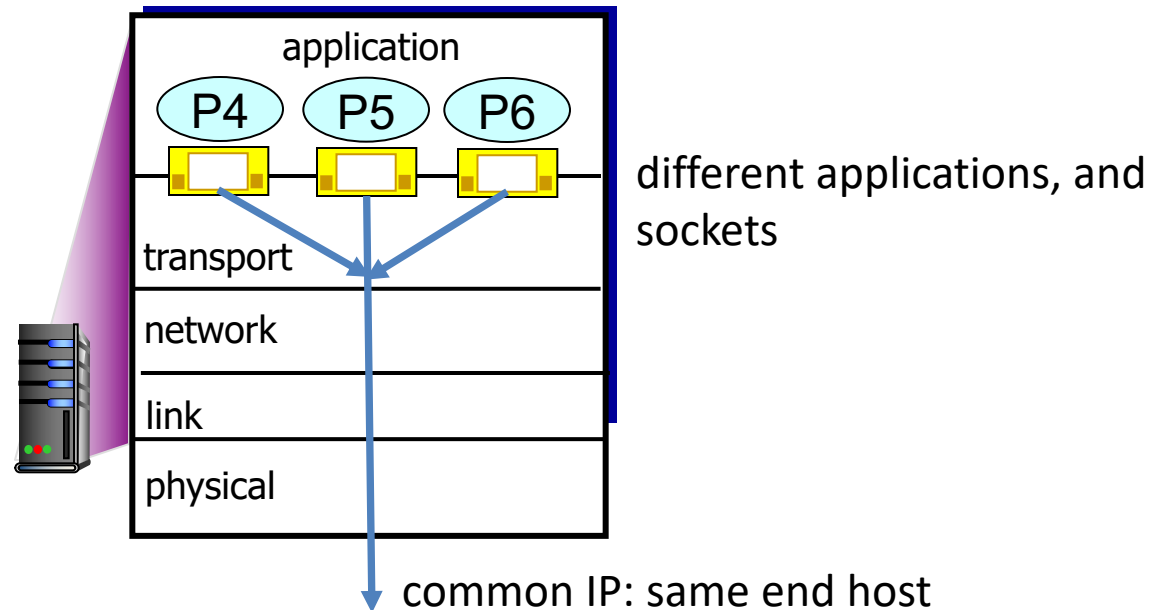 application
P4 P5 P6
different applications, and
sockets
transport
network
link
physical
common IP: same end host